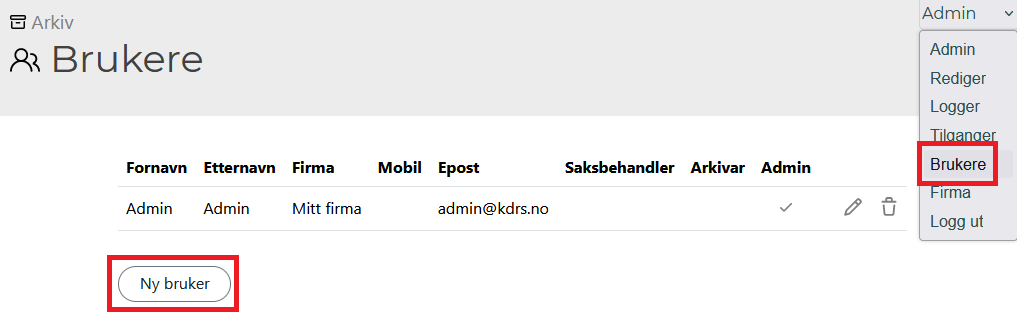 Arkiv
Brukere
Admin
Admin
Rediger
Logger
Tilganger
Brukere
Firma
Logg ut
Fornavn Etternavn Firma Mobil Epost Saksbehandler Arkivar Admin
Admin Admin Mitt firma admin@kdrs.no
Ny bruker